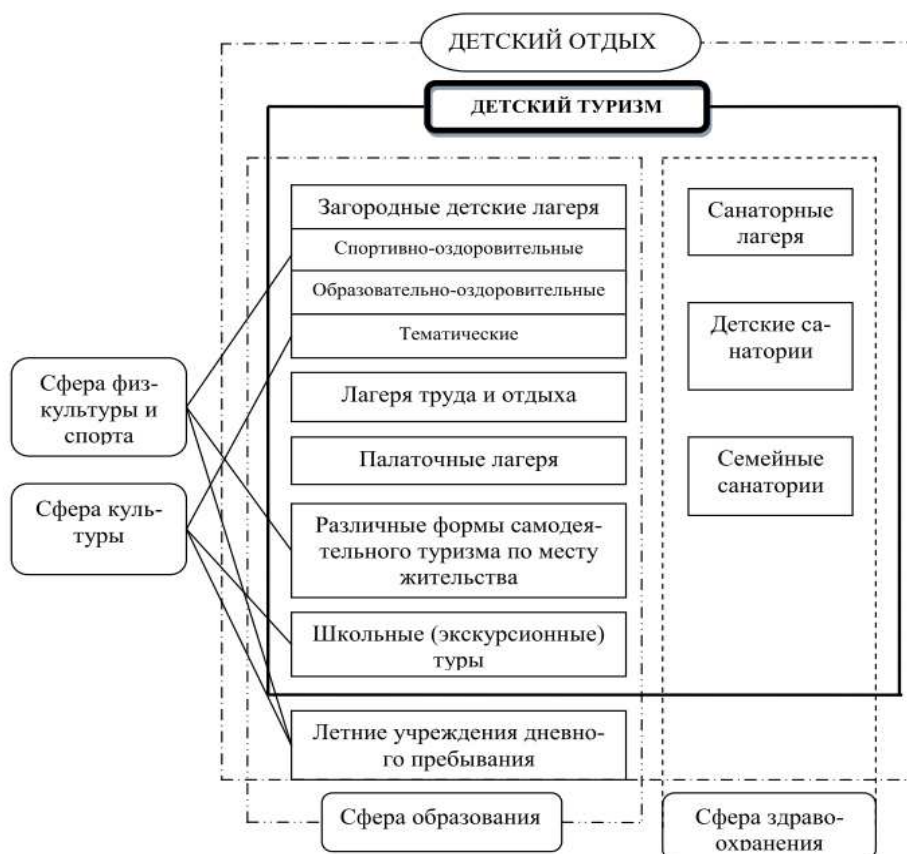 ДЕТСКИЙ ОТДЫХ
ДЕТСКИЙ ТУРИЗМ
Загородные детские лагеря
Спортивно-оздоровительные
Образовательно-оздоровительные
Тематические
Лагеря труда и отдыха
Палаточные лагеря
Различные формы самодея-
тельного туризма по месту
жительства
Школьные (экскурсионные)
туры
Летние учреждения дневно-
го пребывания
Санаторные
лагеря
Детские са-
натории
Семейные
санатории
Сфера физ-
культуры и
спорта
Сфера куль-
туры
Сфера образования
Сфера здраво-
охранения